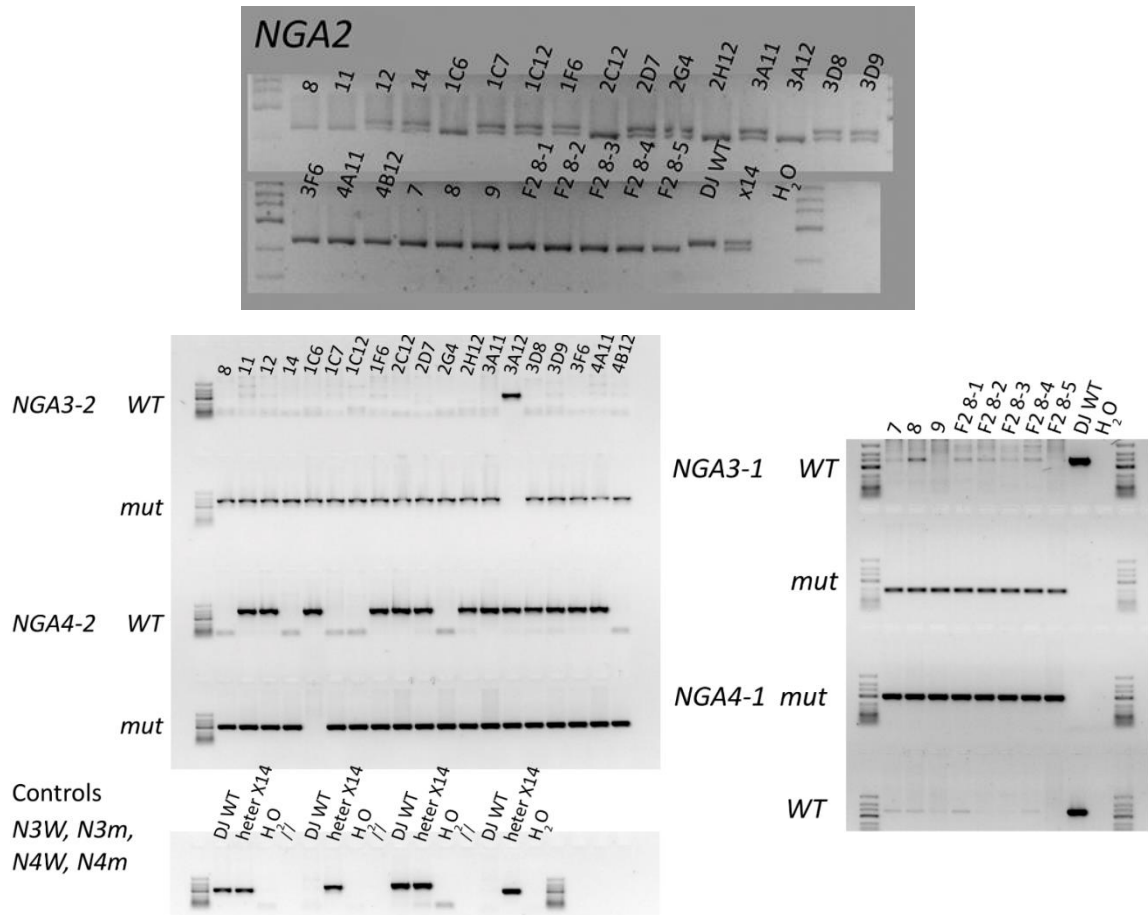 NGA2
8 11 12 14 1C6 1C7 1C12 1F6 2C12 2D7 2G4 2H12 3A11 3A12 3D8 3D9
3F6 4A11 4B12 7 8 9 F2 8-1 F2 8-2 F2 8-3 F2 8-4 F2 8-5 DJ WT x14 H2O
8 11 12 14 1C6 1C7 1C12 1F6 2C12 2D7 2G4 2H12 3A11 3A12 3D8 3D9 3F6 4A11 4B12
NGA3-2 WT
mut
NGA4-2 WT
mut
7 8 9 F2 8-1 F2 8-2 F2 8-3 F2 8-4 F2 8-5 DJ WT H2O
NGA3-1 WT
mut
NGA4-1 mut
WT
Controls
N3W, N3m,
N4W, N4m
DJ WT heter X14 H2O // DJ WT heter X14 H2O // DJ WT heter X14 H2O // DJ WT heter X14 H2O